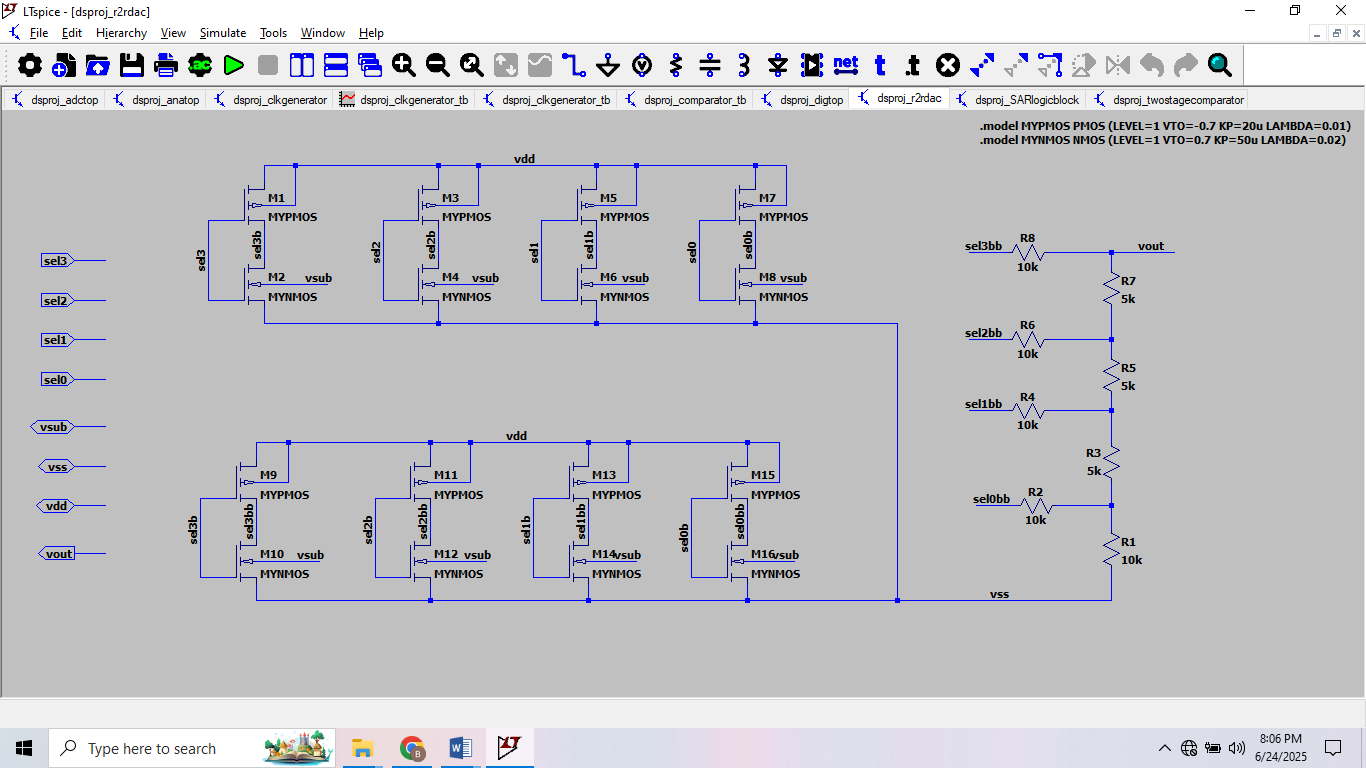 LTspice - [dsproj_r2rdac]
File Edit Hierarchy View Simulate Tools Window Help
.ac
net
t
.t
dsproj_adctop dsproj_anatop dsproj_clkgenerator dsproj_clkgenerator_tb dsproj_clkgenerator_tb dsproj_comparator_tb dsproj_digtop dsproj_r2rdac dsproj_SARlogicblock dsproj_twostagecomparator
.model MYPMOS PMOS (LEVEL=1 VTO=-0.7 KP=20u LAMBDA=0.01)
.model MYNMOS NMOS (LEVEL=1 VTO=0.7 KP=50u LAMBDA=0.02)
vdd
M1 M3 M5 M7
MYPMOS MYPMOS MYPMOS MYPMOS
sel3 sel3b sel2 sel2b sel1 sel1b sel0 sel0b
M2 vsub M4 vsub M6 vsub M8 vsub
MYNMOS MYNMOS MYNMOS MYNMOS
sel3
sel2
sel1
sel0
vsub
vss
vdd
vout
vdd
M9 M11 M13 M15
MYPMOS MYPMOS MYPMOS MYPMOS
sel3b sel3bb sel2b sel2bb sel1b sel1bb sel0b sel0bb
M10 vsub M12 vsub M14 vsub M16 vsub
MYNMOS MYNMOS MYNMOS MYNMOS
vss
sel3bb R8 vout
10k
R7
5k
sel2bb R6
10k
R5
5k
sel1bb R4
10k
R3
5k
sel0bb R2
10k
R1
10k
Type here to search
B
W
8:06 PM
6/24/2025